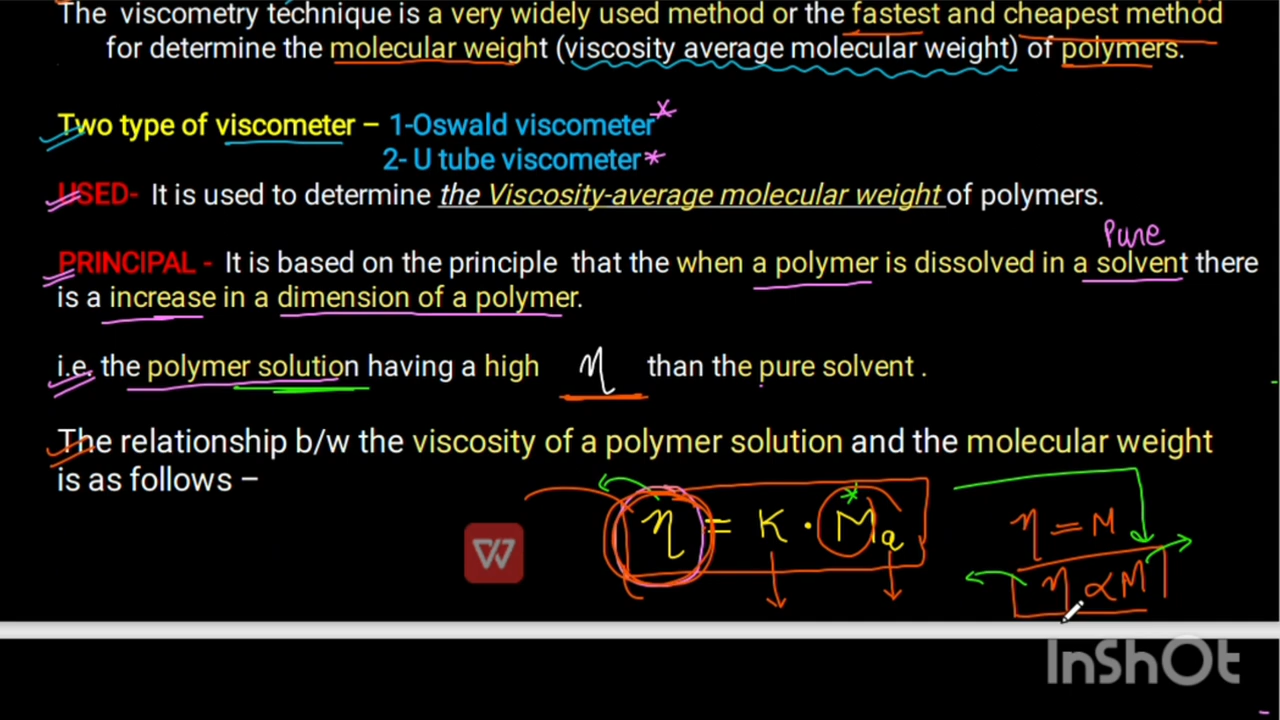 The viscometry technique is a very widely used method or the fastest and cheapest method
for determine the molecular weight (viscosity average molecular weight) of polymers.
Two type of viscometer – 1-Oswald viscometer*
2- U tube viscometer*
USED- It is used to determine the Viscosity-average molecular weight of polymers.
Pure
PRINCIPAL - It is based on the principle that the when a polymer is dissolved in a solvent there
is a increase in a dimension of a polymer.
i.e. the polymer solution having a high η than the pure solvent .
The relationship b/w the viscosity of a polymer solution and the molecular weight
is as follows –
η = K · Ma
η = M
η ∝ M
W
InShOt